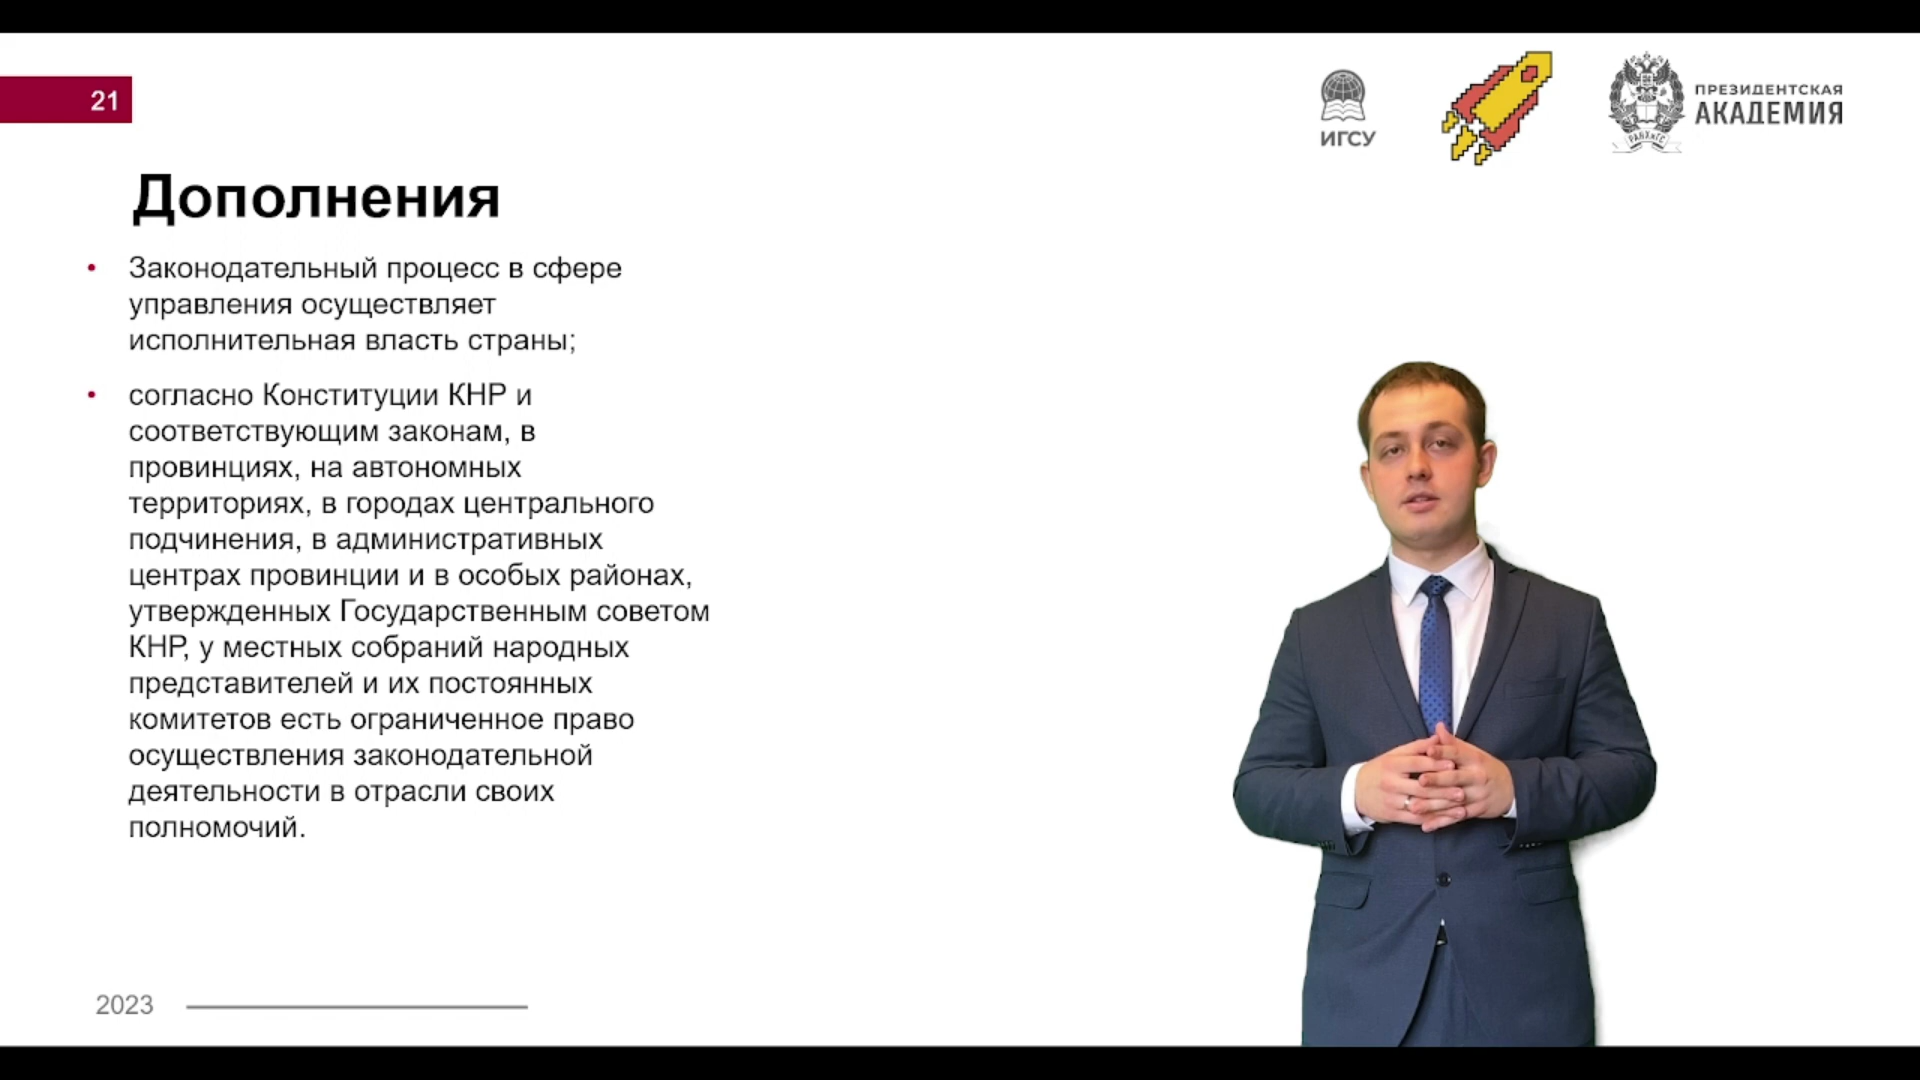 21
ИГСУ
РАНХиГС
ПРЕЗИДЕНТСКАЯ
АКАДЕМИЯ
Дополнения
• Законодательный процесс в сфере
управления осуществляет
исполнительная власть страны;
• согласно Конституции КНР и
соответствующим законам, в
провинциях, на автономных
территориях, в городах центрального
подчинения, в административных
центрах провинции и в особых районах,
утвержденных Государственным советом
КНР, у местных собраний народных
представителей и их постоянных
комитетов есть ограниченное право
осуществления законодательной
деятельности в отрасли своих
полномочий.
2023